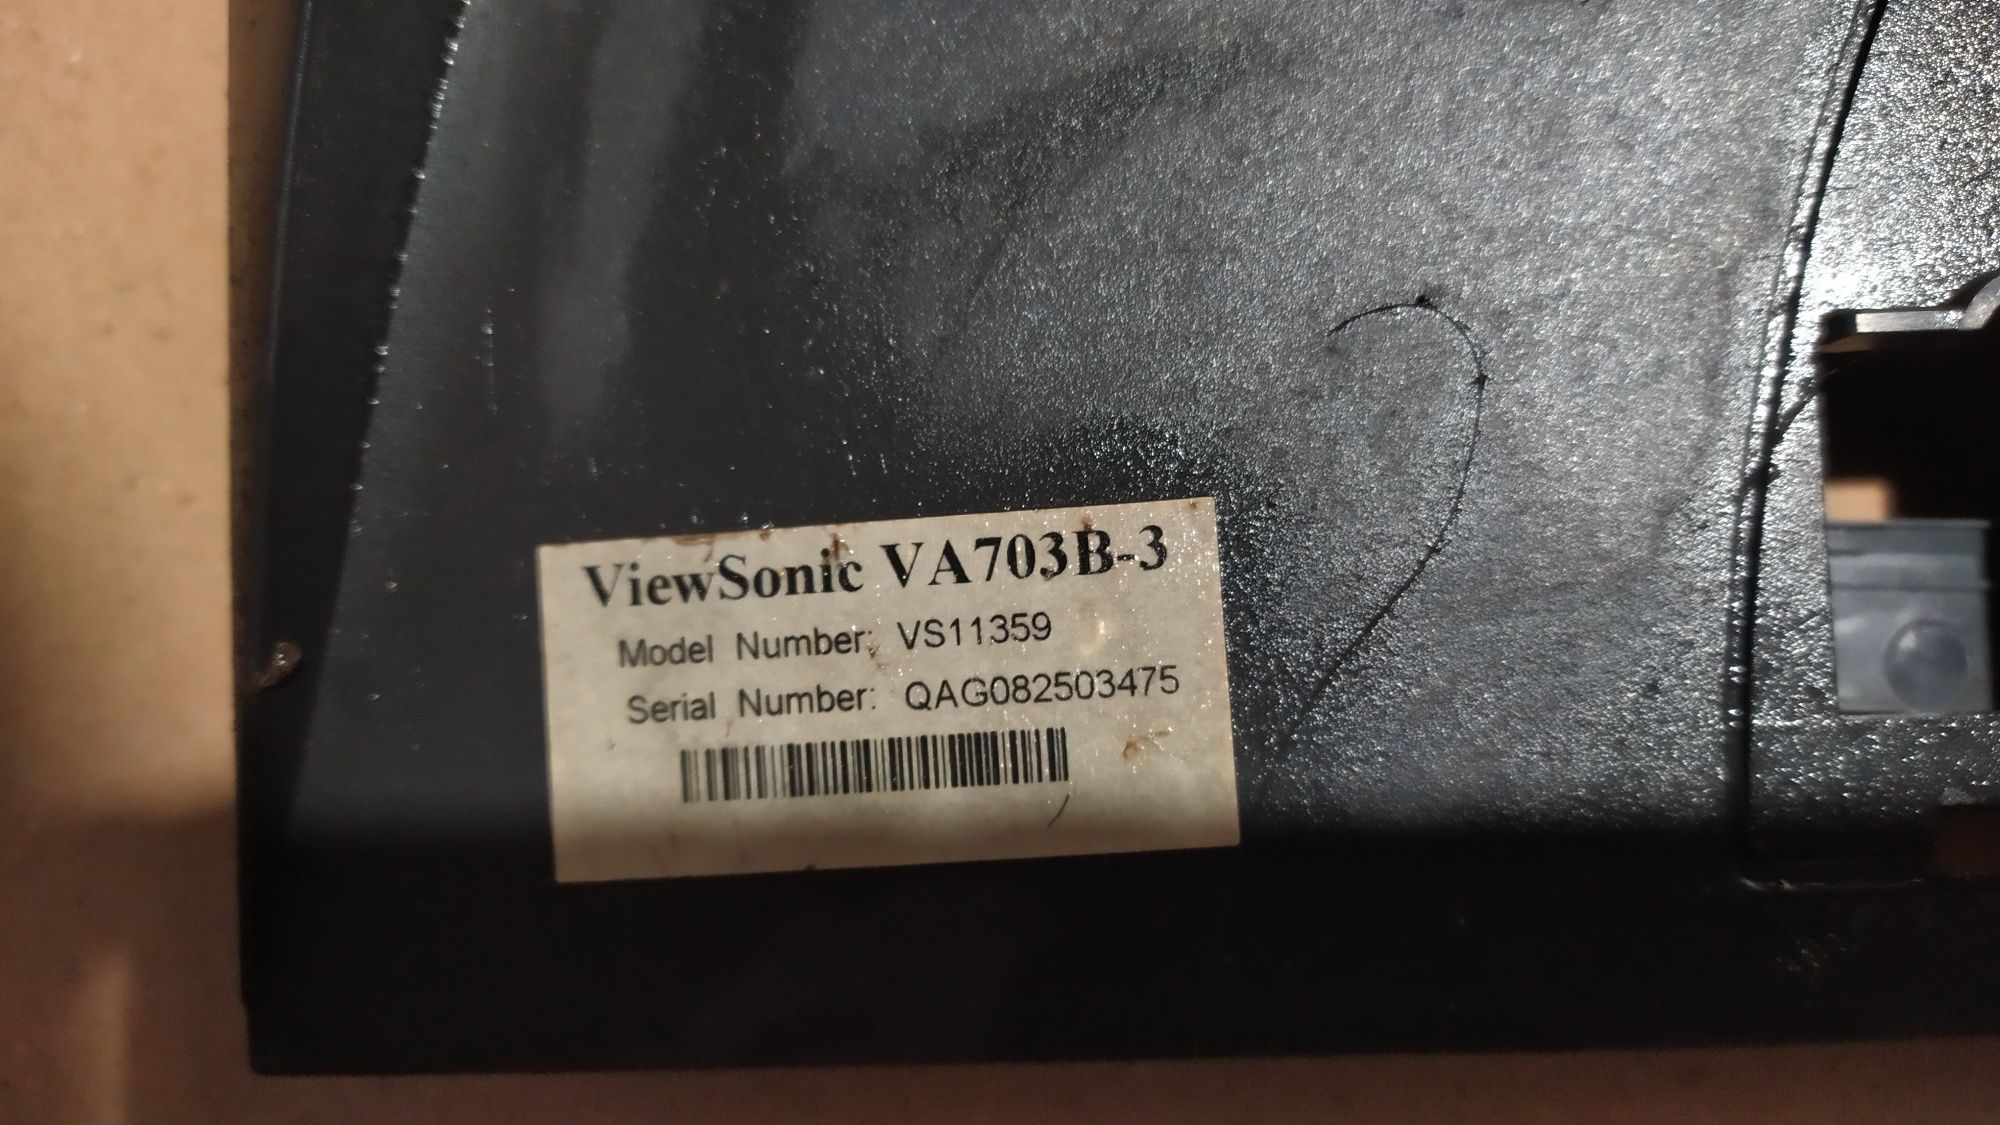 ViewSonic VA703B-3
Model Number: VS11359
Serial Number: QAG082503475